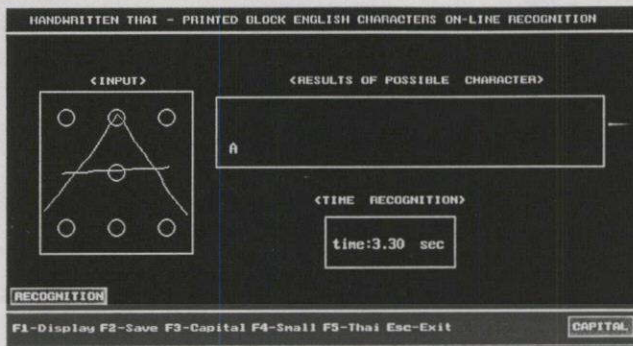 HANDWRITTEN THAI - PRINTED BLOCK ENGLISH CHARACTERS ON-LINE RECOGNITION
<INPUT>
<RESULTS OF POSSIBLE CHARACTER>
A
<TIME RECOGNITION>
time:3.30 sec
RECOGNITION
F1-Display F2-Save F3-Capital F4-Small F5-Thai Esc-Exit
CAPITAL